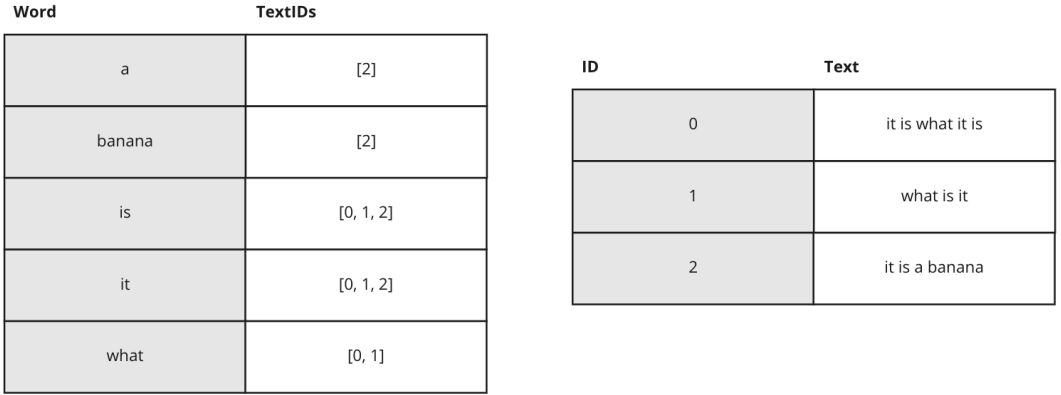 Word TextIDs
a [2]
banana [2]
is [0, 1, 2]
it [0, 1, 2]
what [0, 1]
ID Text
0 it is what it is
1 what is it
2 it is a banana